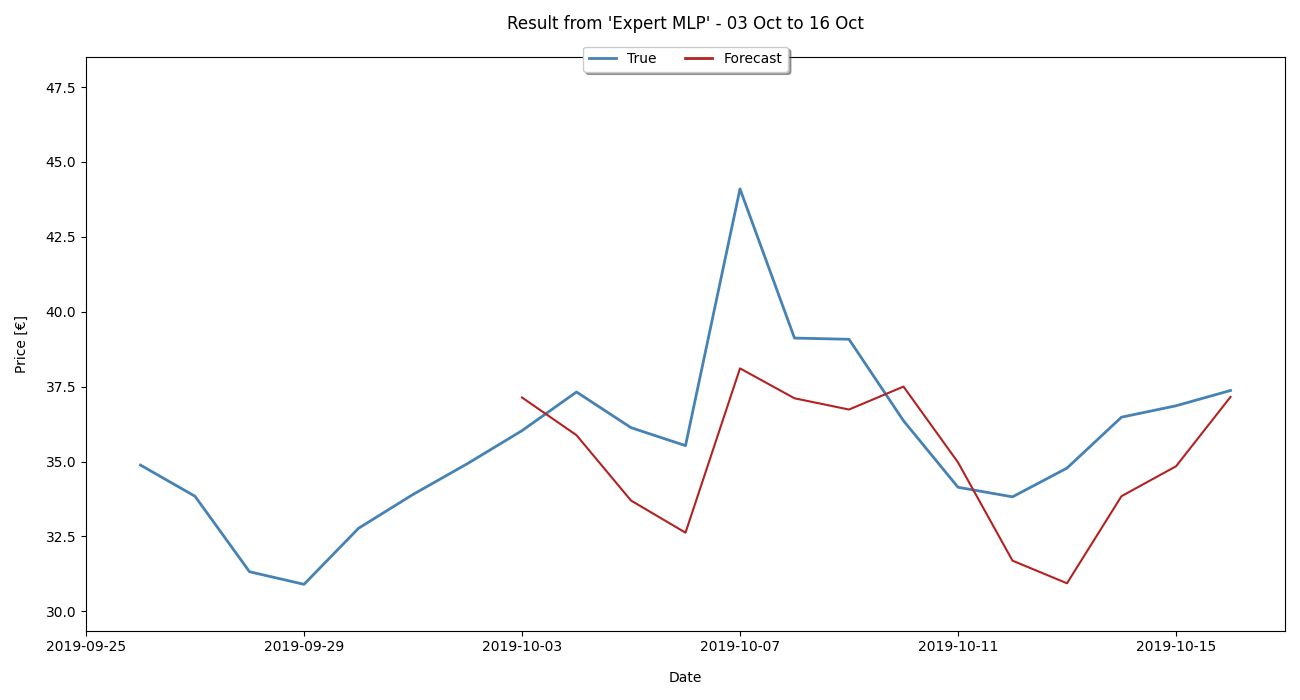 Result from 'Expert MLP' - 03 Oct to 16 Oct
True
Forecast
47.5
45.0
42.5
40.0
37.5
35.0
32.5
30.0
Price [€]
2019-09-25
2019-09-29
2019-10-03
2019-10-07
2019-10-11
2019-10-15
Date